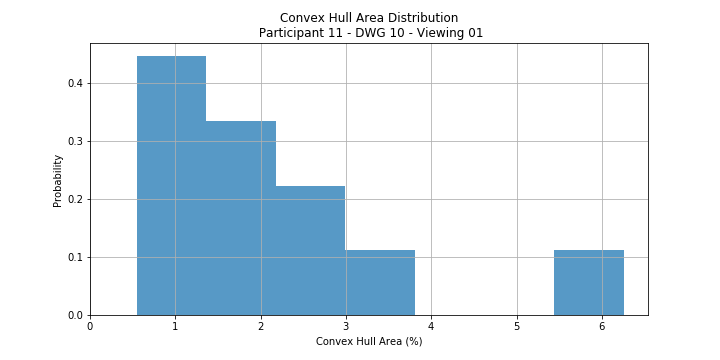 Convex Hull Area Distribution
Participant 11 - DWG 10 - Viewing 01
Probability
0.4
0.3
0.2
0.1
0.0
0 1 2 3 4 5 6
Convex Hull Area (%)